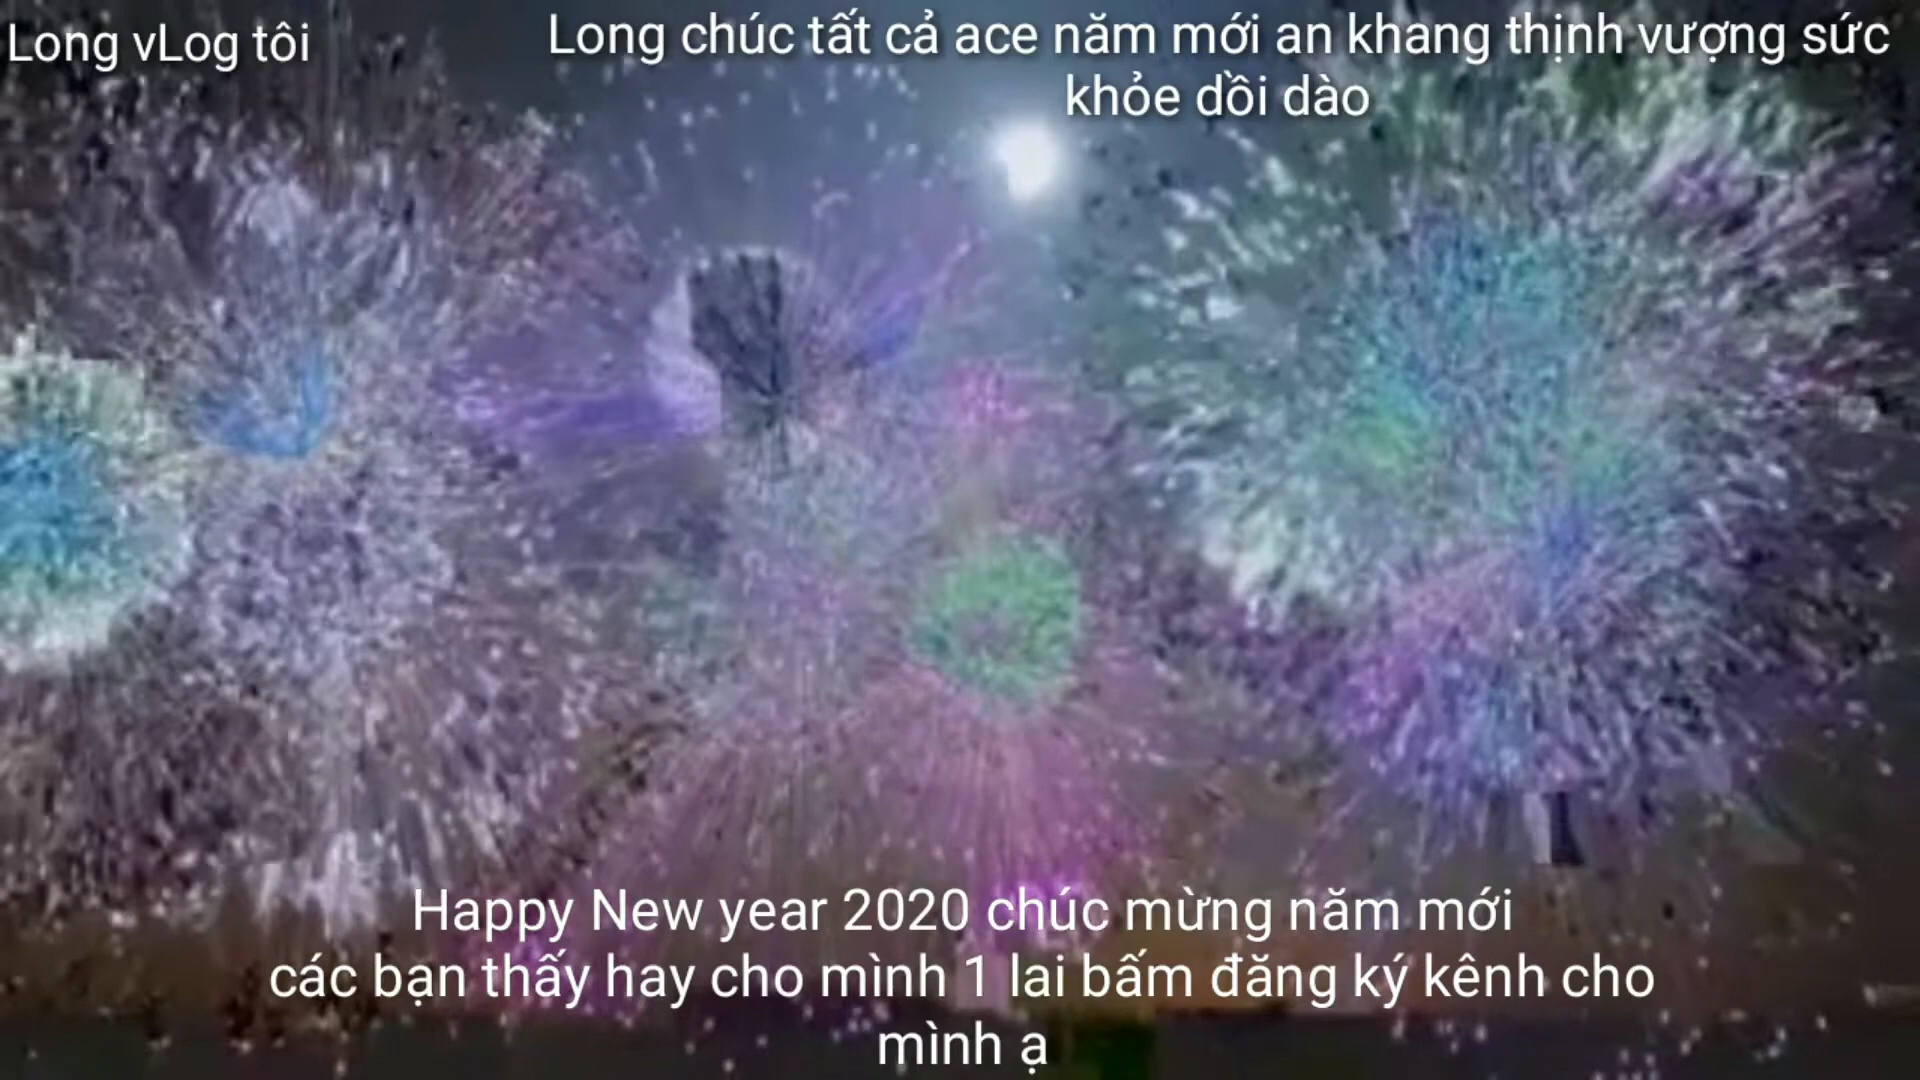 Long vLog tôi
Long chúc tất cả ace năm mới an khang thịnh vượng sức
khỏe dồi dào
Happy New year 2020 chúc mừng năm mới
các bạn thấy hay cho mình 1 lai bấm đăng ký kênh cho
mình ạ